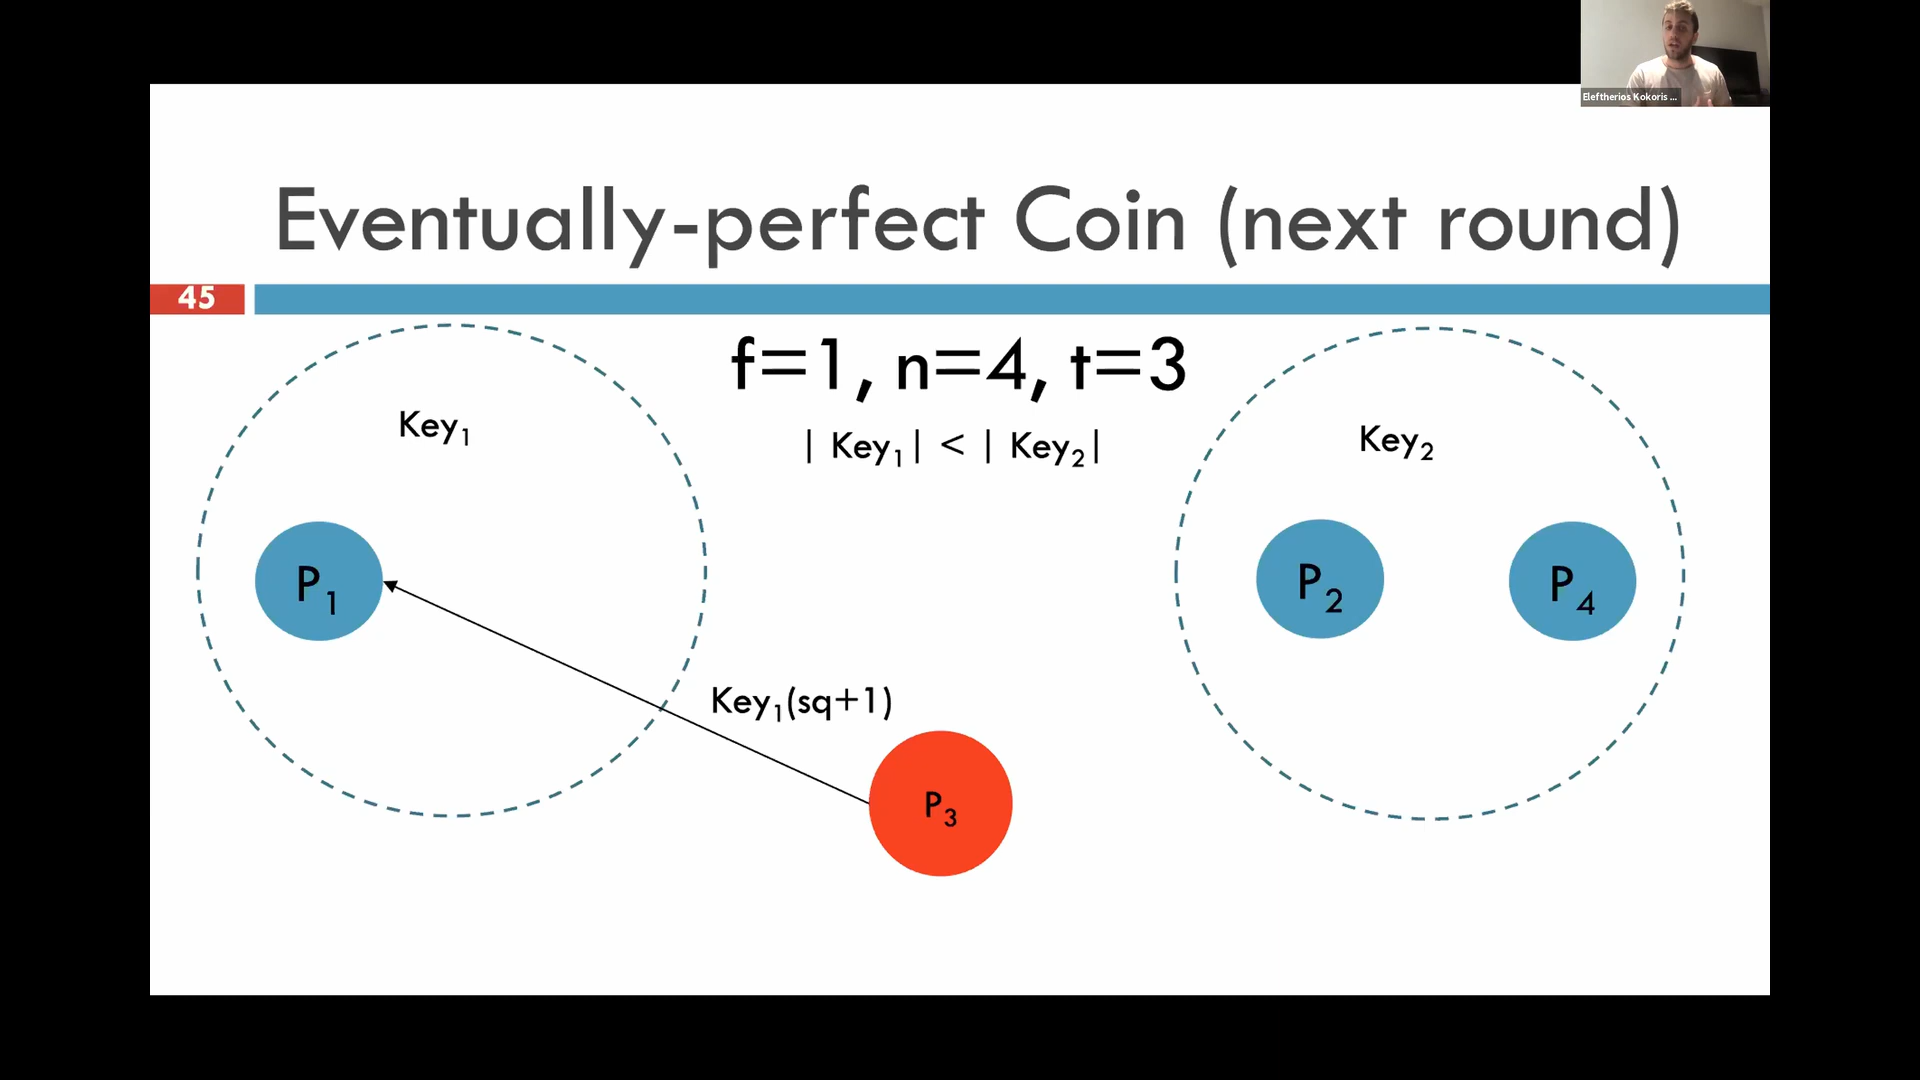 Eleftherios Kokoris ...
Eventually-perfect Coin (next round)
45
f=1, n=4, t=3
| Key₁| < | Key₂|
Key₁
Key₂
P₁
P₂
P₄
Key₁(sq+1)
P₃